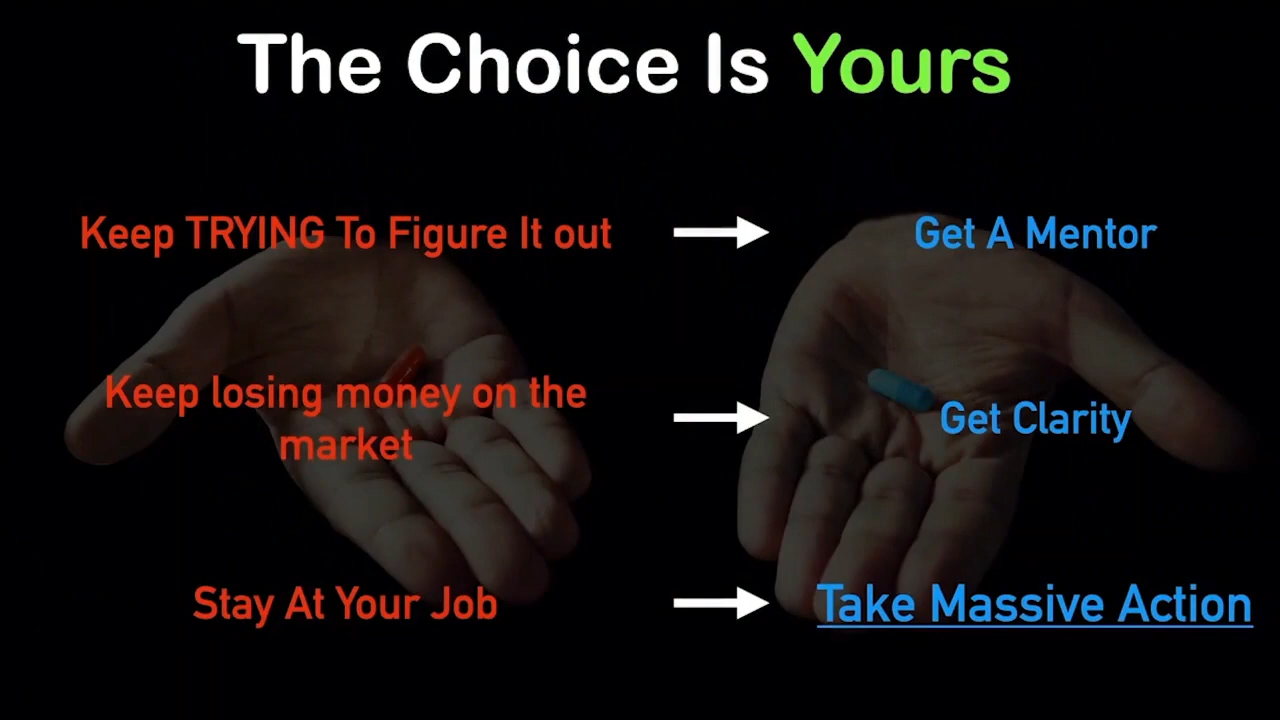 The Choice Is Yours
Keep TRYING To Figure It out
Get A Mentor
Keep losing money on the
market
Get Clarity
Stay At Your Job
Take Massive Action